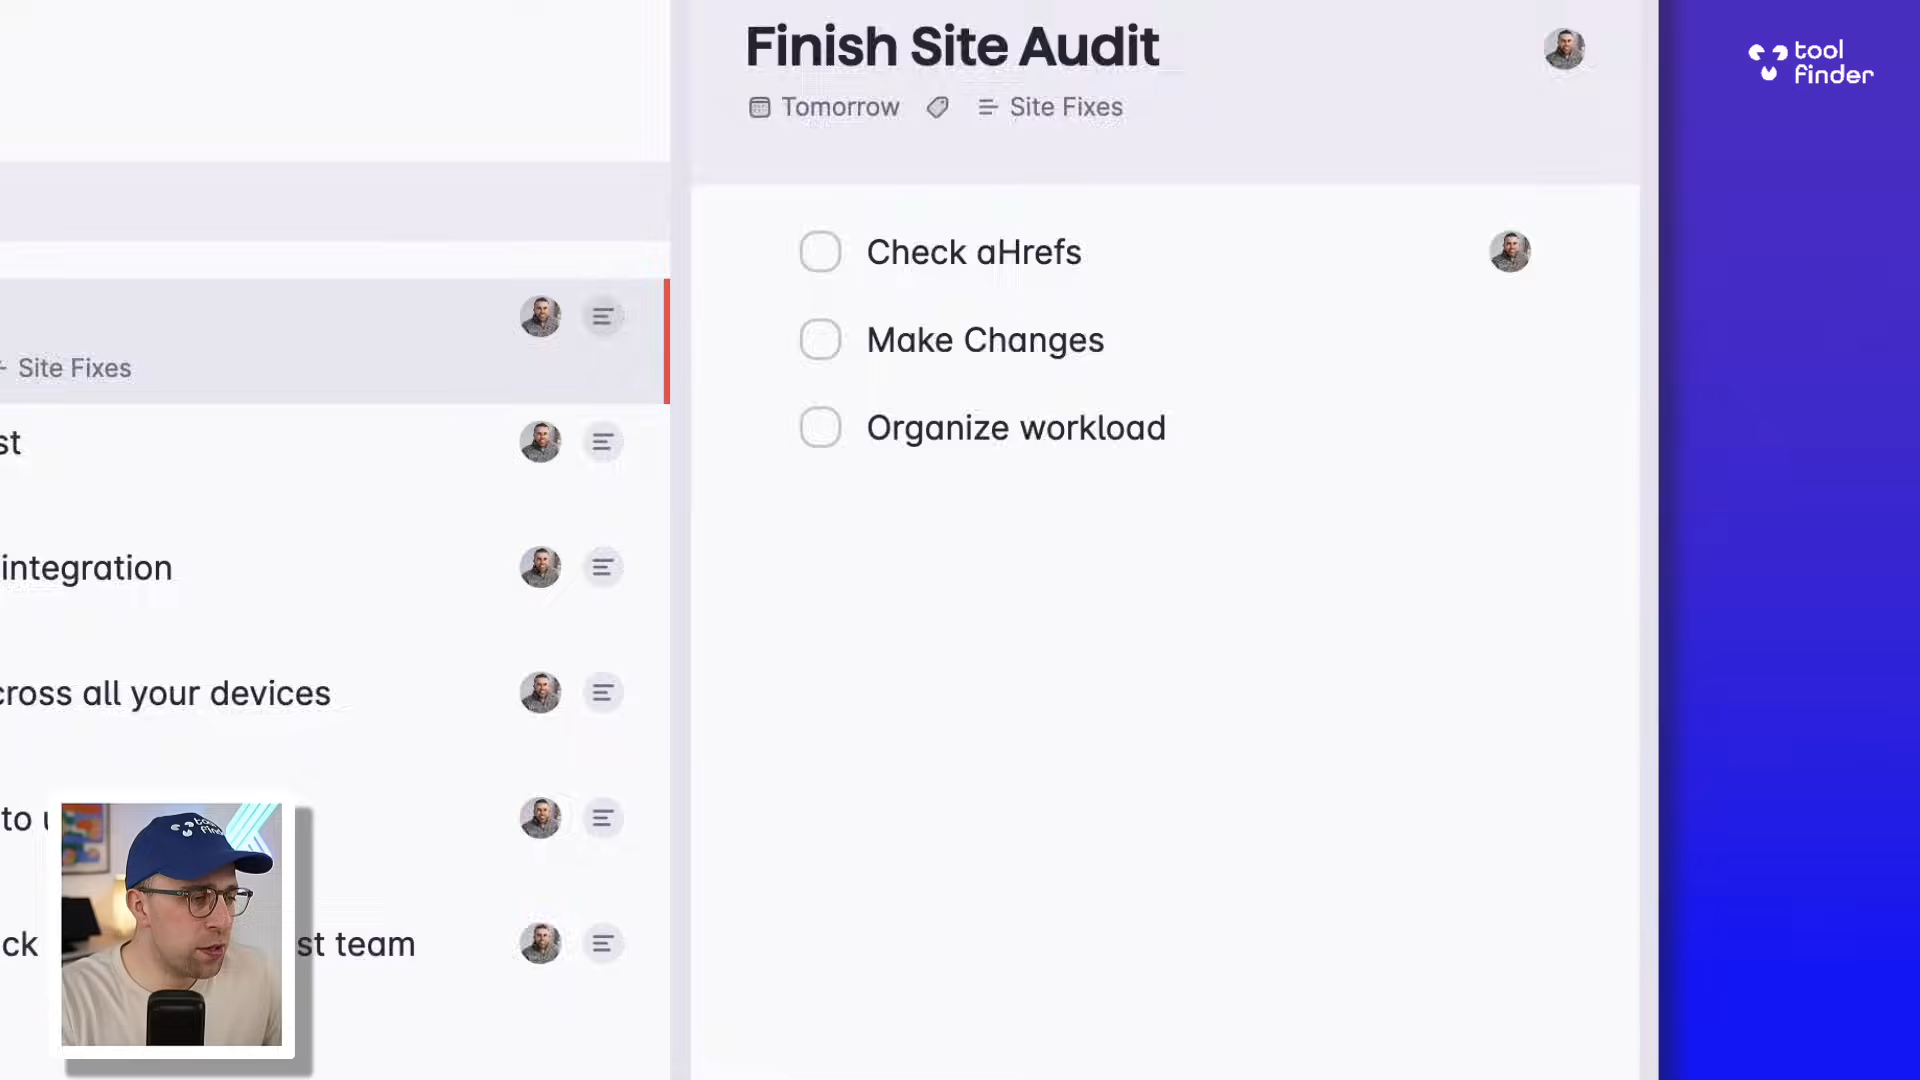 Finish Site Audit
Tomorrow
Site Fixes
tool
finder
Check aHrefs
Make Changes
Organize workload
Site Fixes
st
integration
cross all your devices
to
ck
st team